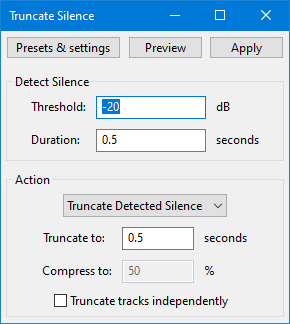 Truncate Silence
Presets & settings Preview Apply
Detect Silence
Threshold: -20 dB
Duration: 0.5 seconds
Action
Truncate Detected Silence
Truncate to: 0.5 seconds
Compress to: 50 %
Truncate tracks independently